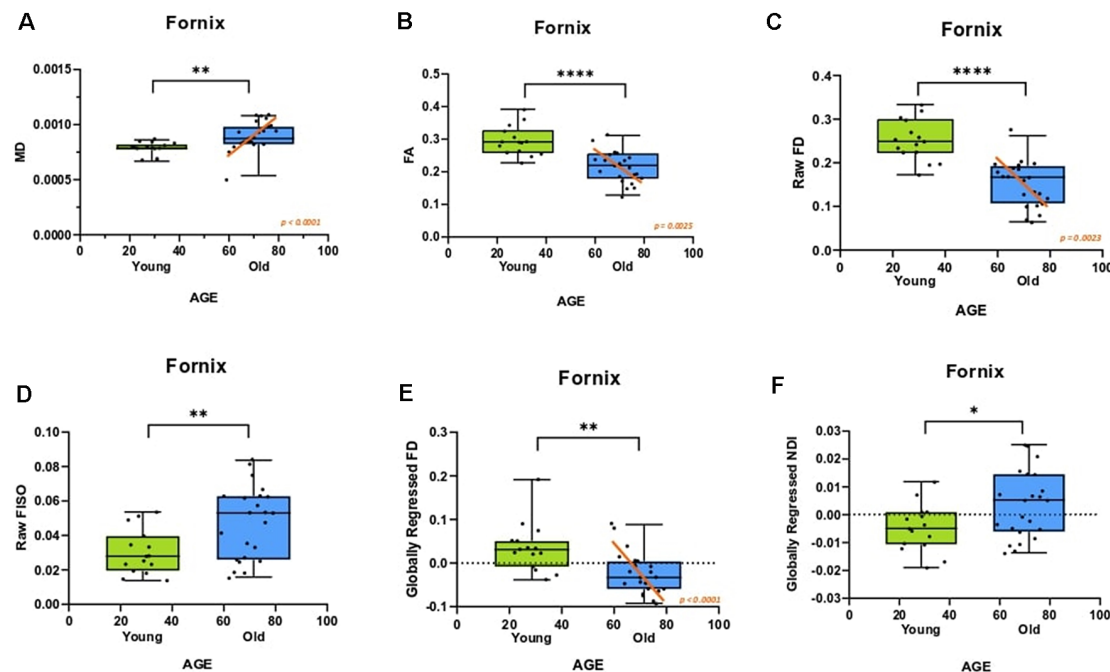 A
Fornix
0.0015
0.0010
0.0005
0.0000
MD
**
p < 0.0001
0 20 40 60 80 100
Young Old
AGE
B
Fornix
0.5
0.4
0.3
0.2
0.1
0.0
FA
****
p = 0.0025
0 20 40 60 80 100
Young Old
AGE
C
Fornix
0.4
0.3
0.2
0.1
0.0
Raw FD
****
p = 0.0023
0 20 40 60 80 100
Young Old
AGE
D
Fornix
0.10
0.08
0.06
0.04
0.02
0.00
Raw FISO
**
0 20 40 60 80 100
Young Old
AGE
E
Fornix
0.3
0.2
0.1
0.0
-0.1
Globally Regressed FD
**
p < 0.0001
0 20 40 60 80 100
Young Old
AGE
F
Fornix
0.03
0.02
0.01
0.00
-0.01
-0.02
-0.03
Globally Regressed NDI
*
0 20 40 60 80 100
Young Old
AGE